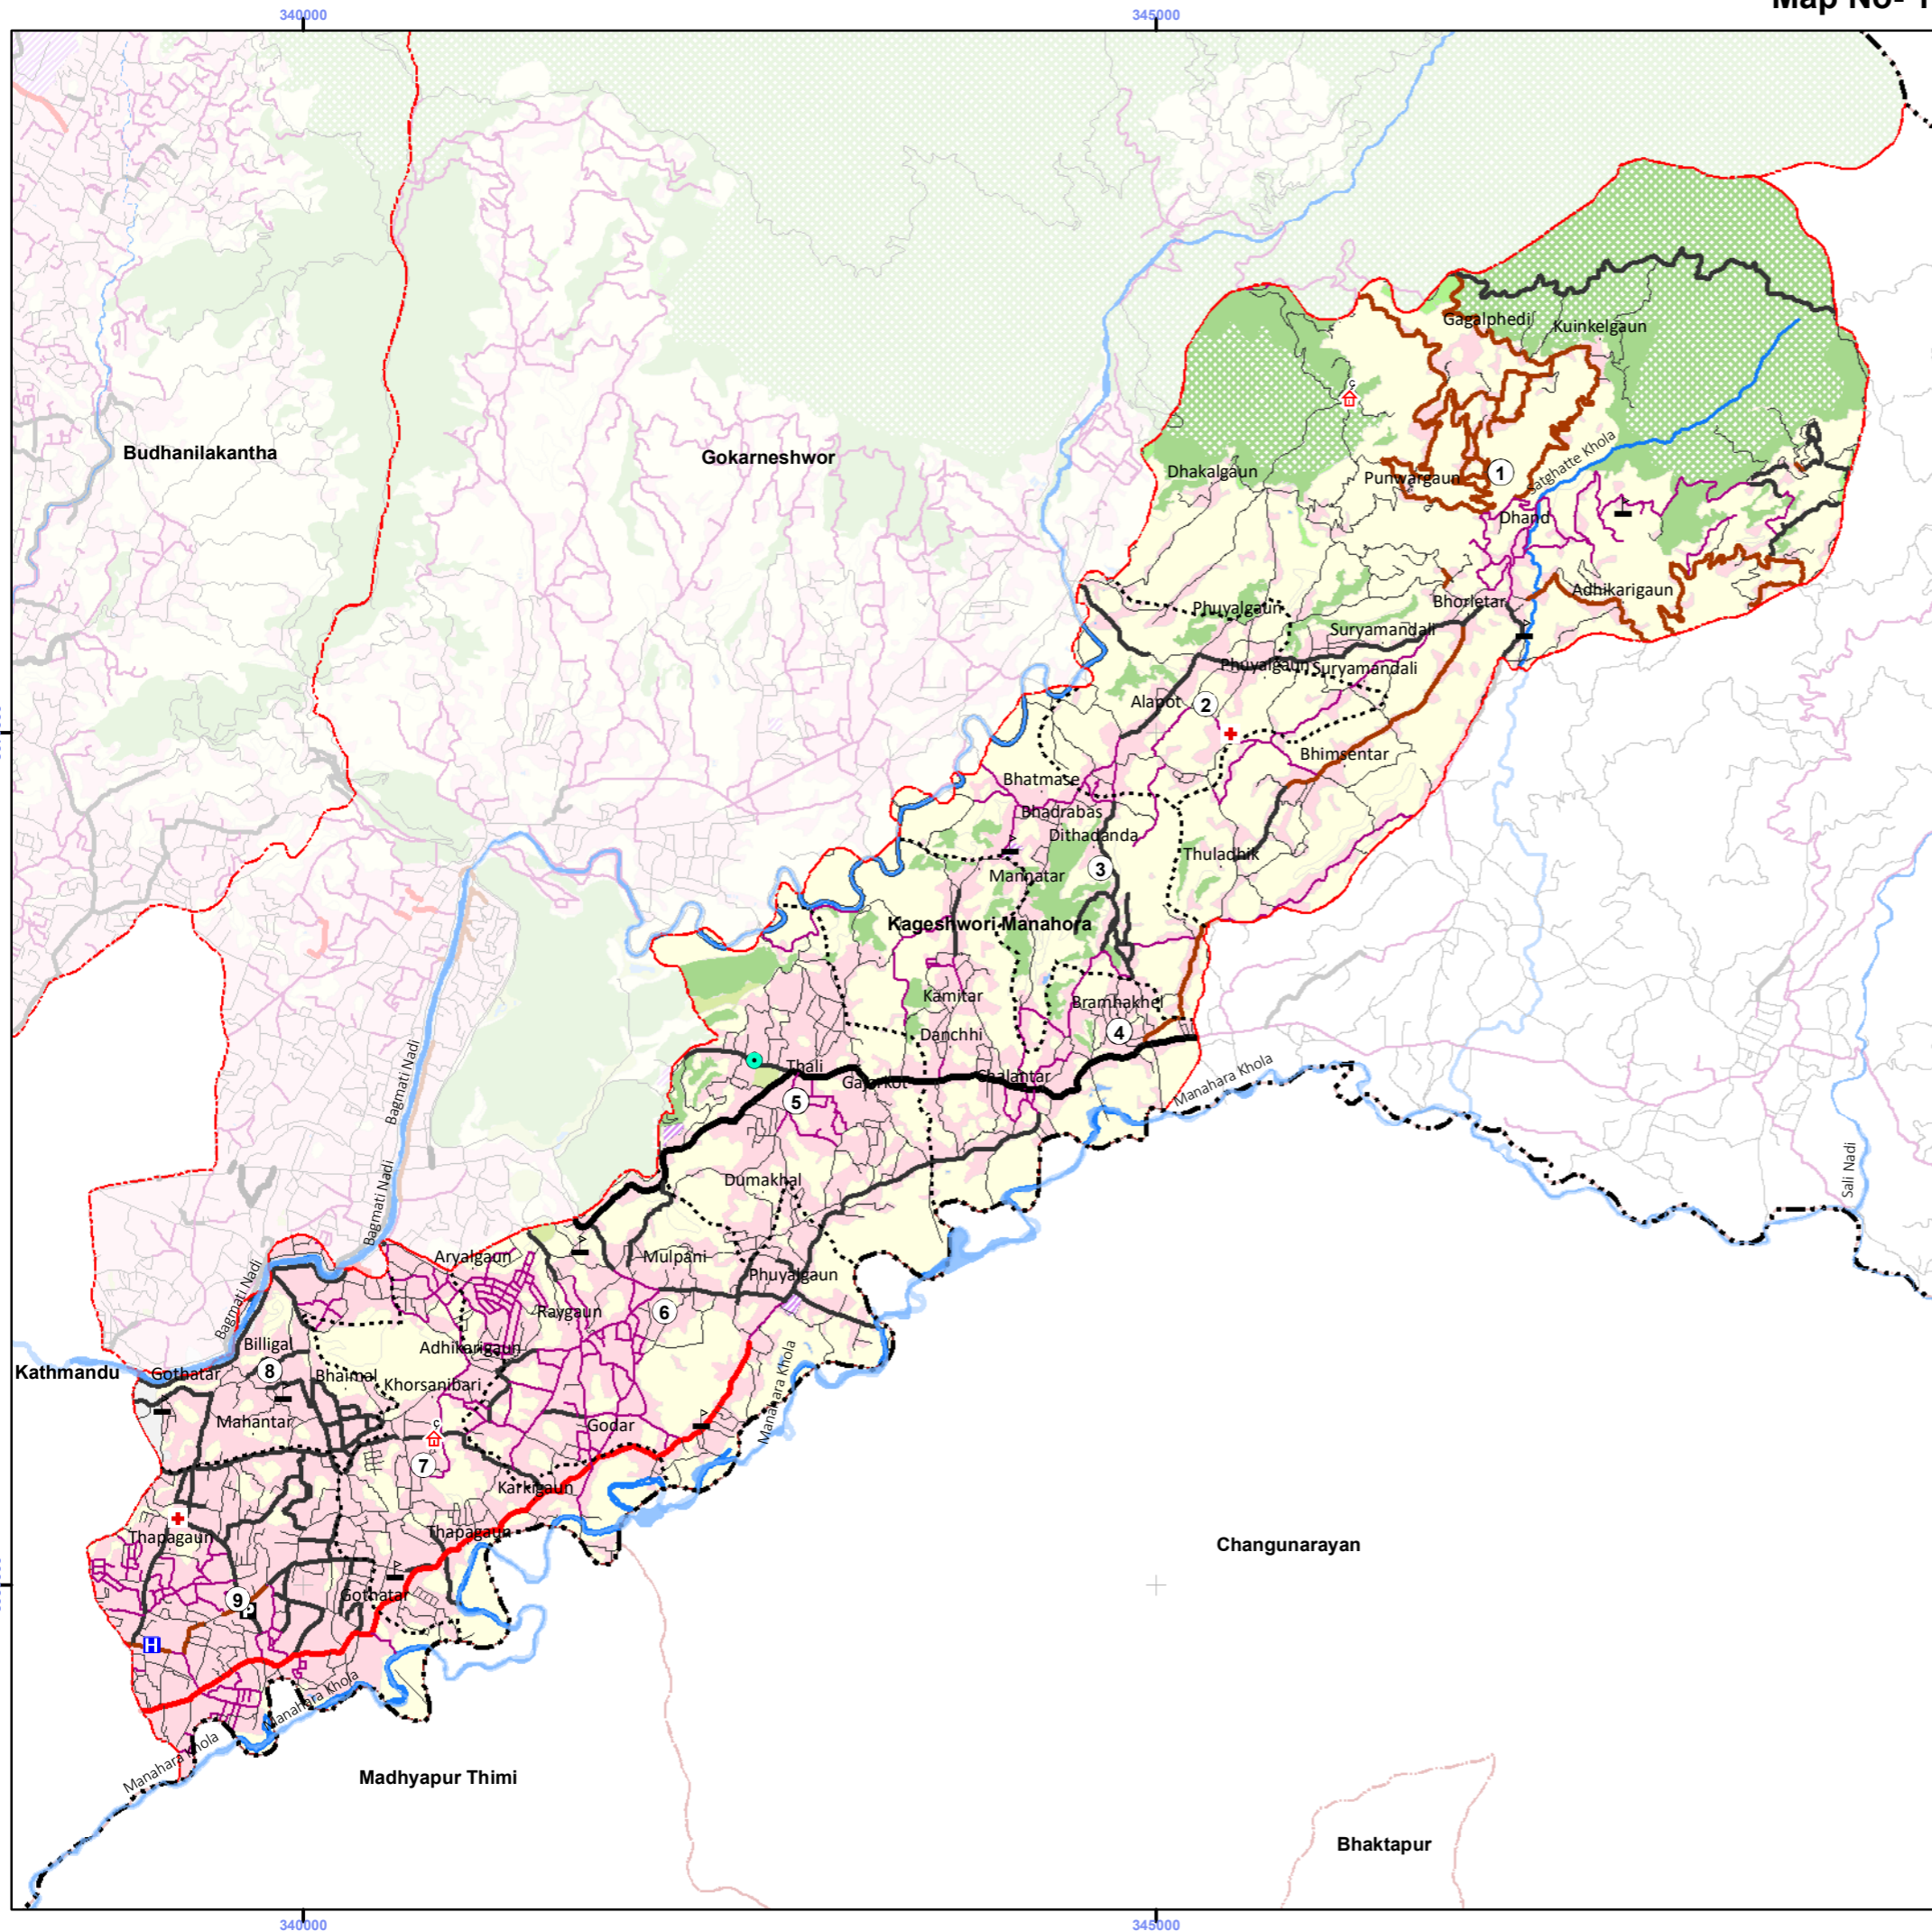 Map No- 1
340000
345000
Budhanilakantha
Gokarneshwor
Gagalphedi
Kuinkelgaun
Dhakalgaun
Punwargaun
1
Satghatte Khola
Dhand
Adhikarigaun
Bhorletar
Phuyalgaun
Suryamandali
Phuyalgaun
Suryamandali
Alapot
2
Bhimsentar
Bhatmase
Bhadrabas
Dithadanda
Thuladhik
3
Mannatar
Kageshwori-Manahora
Kamitar
Bramhakhel
Danchhi
4
Thali
Chalantar
5
Manahara Khola
Bagmati Nadi
Bagmati Nadi
Bagmati Nadi
Sali Nadi
Dumakhal
Aryalgaun
Mulpani
Phuyalgaun
Raygaun
6
Billigal
Adhikarigaun
Kathmandu
Gothatar
8
Bhaimal
Khorsanibari
Manahara Khola
Mahantar
Godar
7
Karkigaun
Thapagaun
Thapagaun
Changunarayan
9
P
Gothatar
H
Manahara Khola
Manahara Khola
Madhyapur Thimi
Bhaktapur
340000
345000